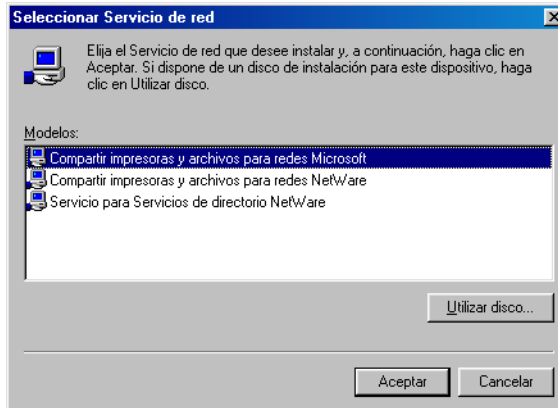 Seleccionar Servicio de red
Elija el Servicio de red que desee instalar y, a continuación, haga clic en
Aceptar. Si dispone de un disco de instalación para este dispositivo, haga
clic en Utilizar disco.
Modelos:
Compartir impresoras y archivos para redes Microsoft
Compartir impresoras y archivos para redes NetWare
Servicio para Servicios de directorio NetWare
Utilizar disco...
Aceptar Cancelar